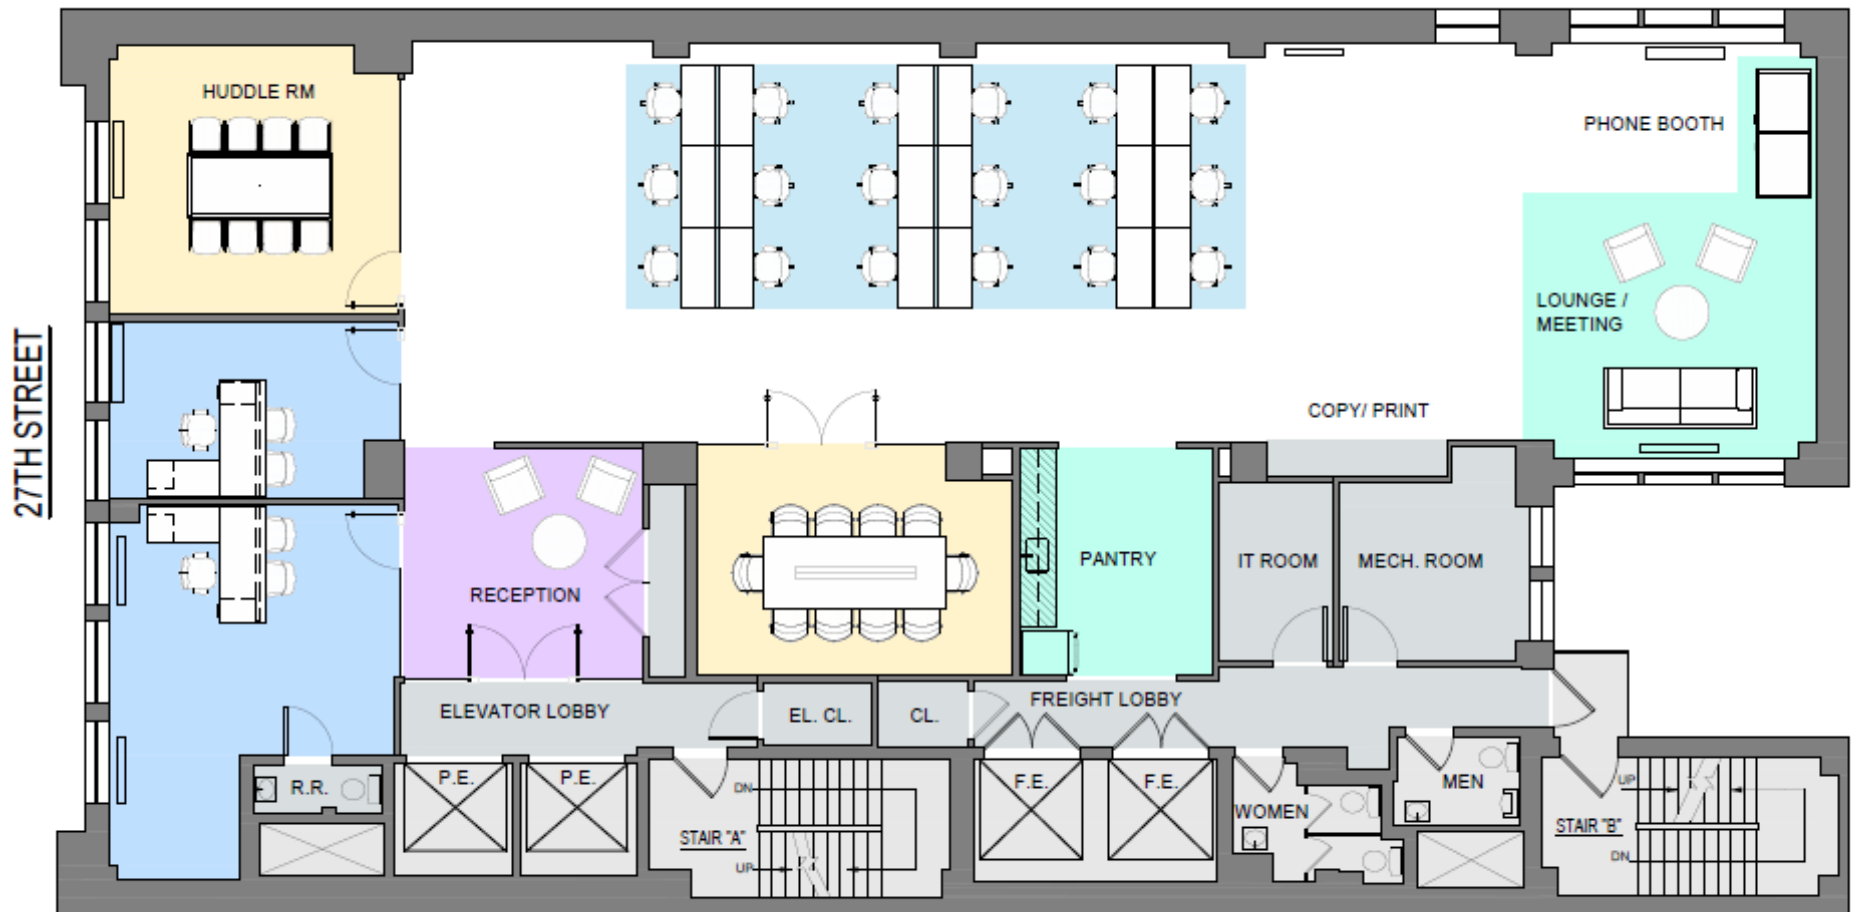 HUDDLE RM
PHONE BOOTH
27TH STREET
LOUNGE /
MEETING
COPY/ PRINT
RECEPTION
PANTRY
IT ROOM
MECH. ROOM
ELEVATOR LOBBY
EL. CL.
CL.
FREIGHT LOBBY
R.R.
P.E.
P.E.
DN
STAIR "A"
UP
F.E.
F.E.
WOMEN
MEN
UP
STAIR "B"
DN